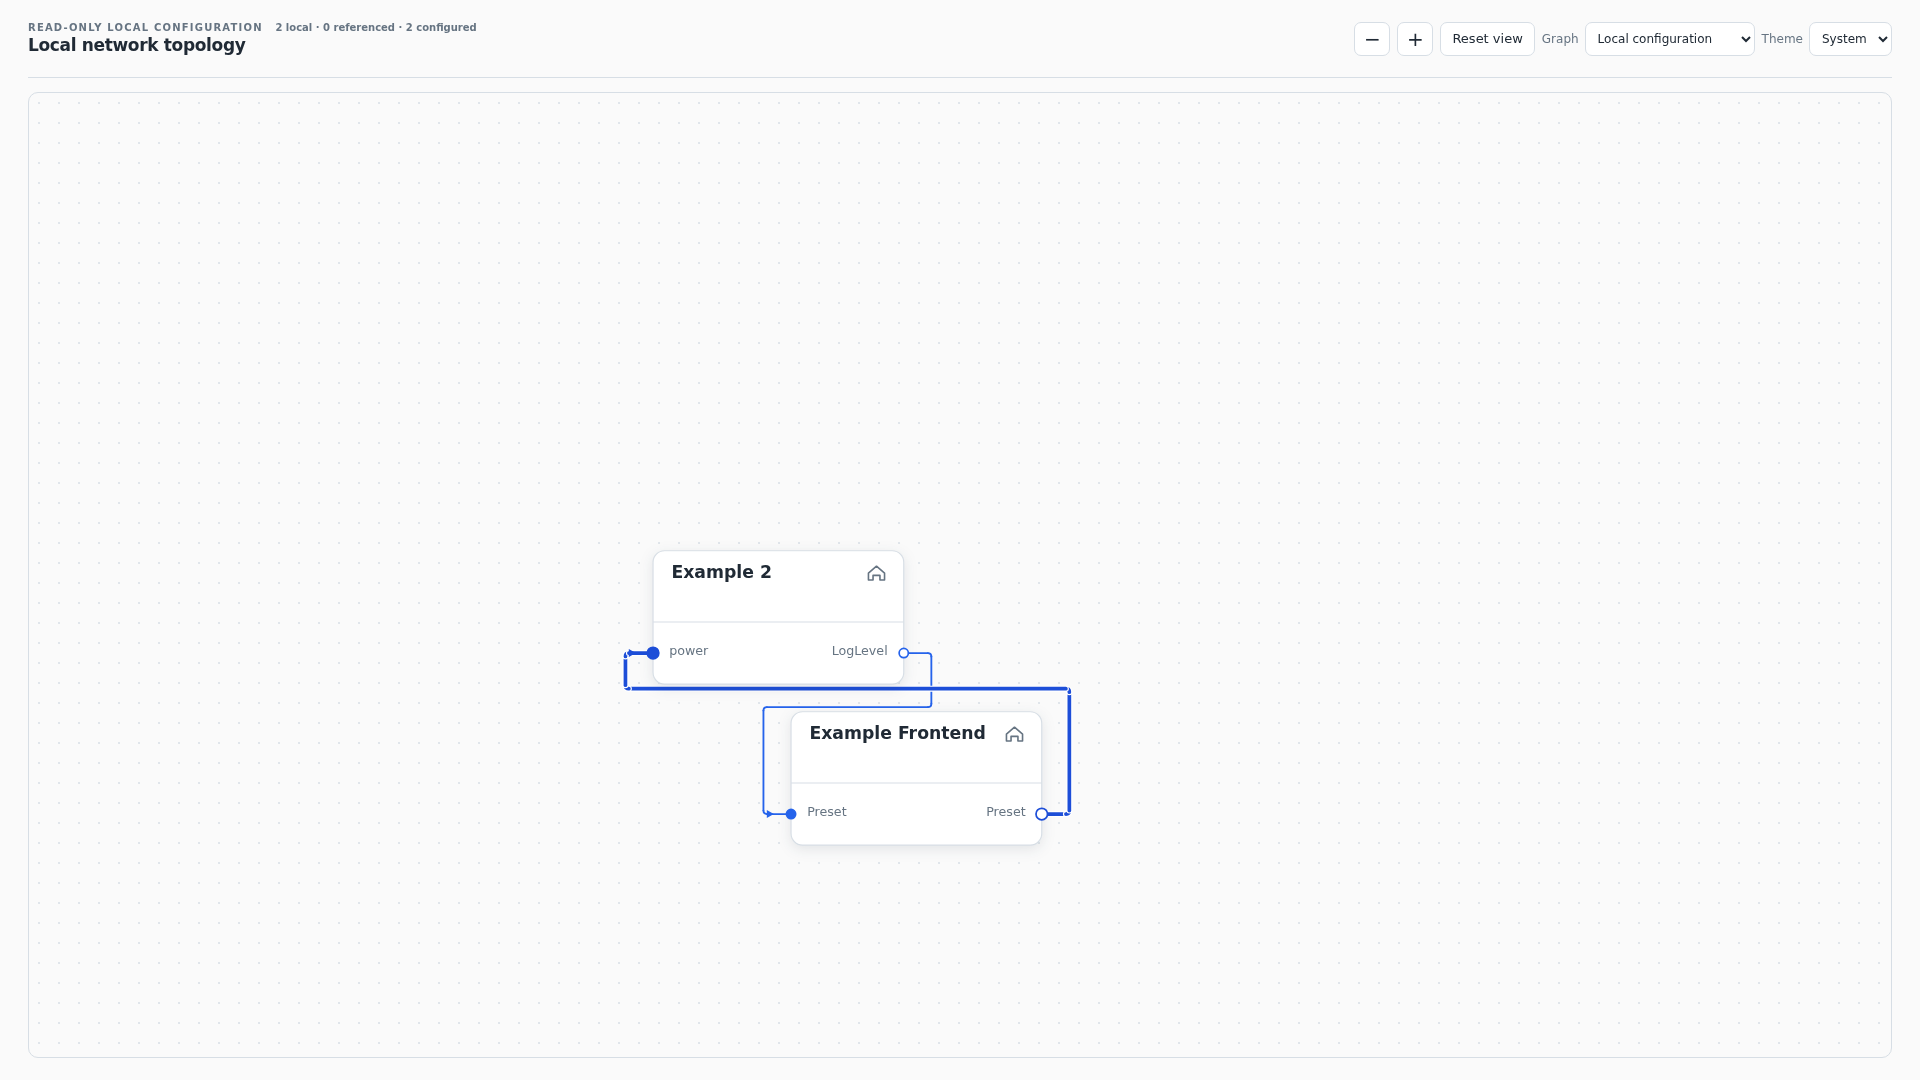 READ-ONLY LOCAL CONFIGURATION 2 local · 0 referenced · 2 configured
Local network topology
− + Reset view Graph Local configuration Theme System
Example 2
power LogLevel
Example Frontend
Preset Preset